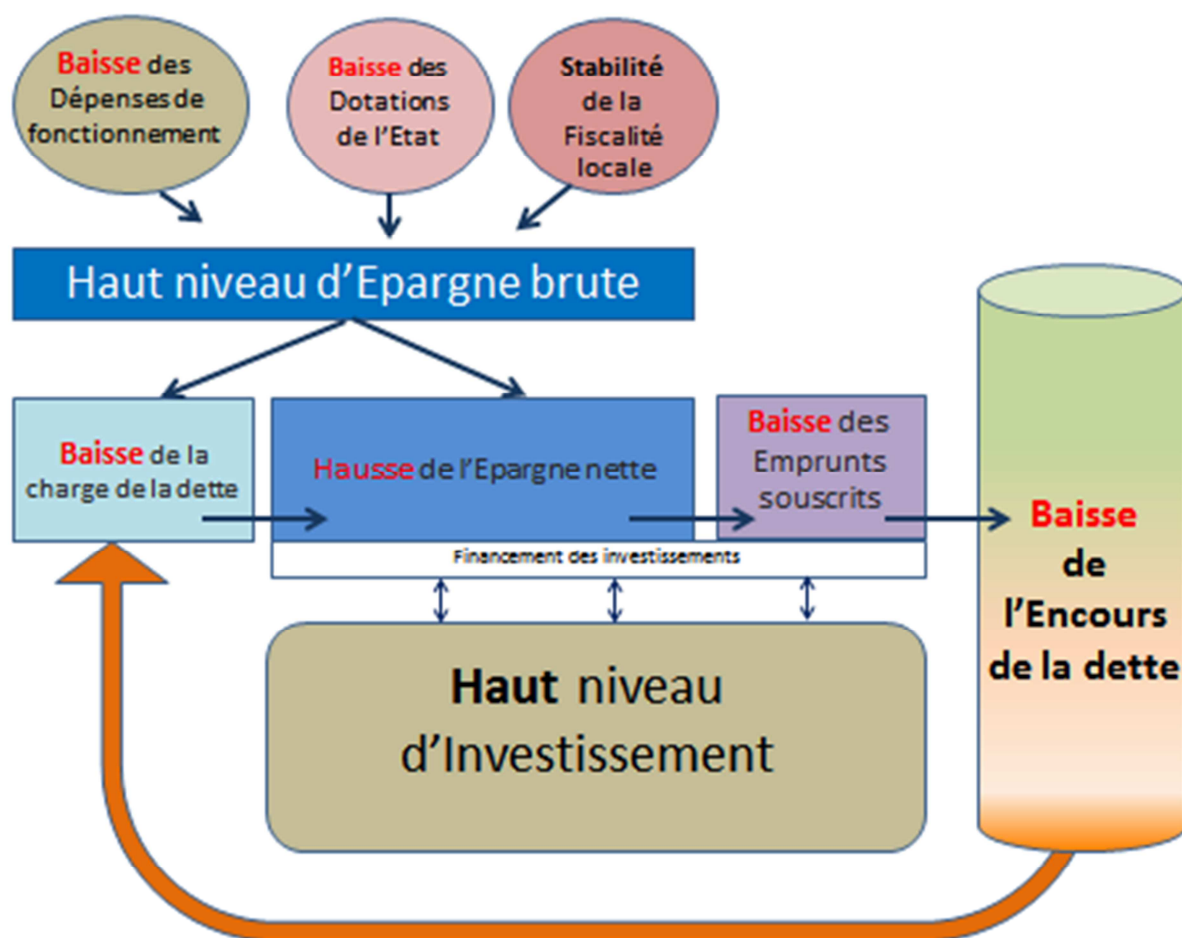 Baisse des
Dépenses de
fonctionnement
Baisse des
Dotations
de l'Etat
Stabilité
de la
Fiscalité
locale
Haut niveau d'Epargne brute
Baisse de la
charge de la dette
Hausse de l'Epargne nette
Baisse des
Emprunts
souscrits
Financement des investissements
Haut niveau
d'Investissement
Baisse
de
l'Encours
de la dette